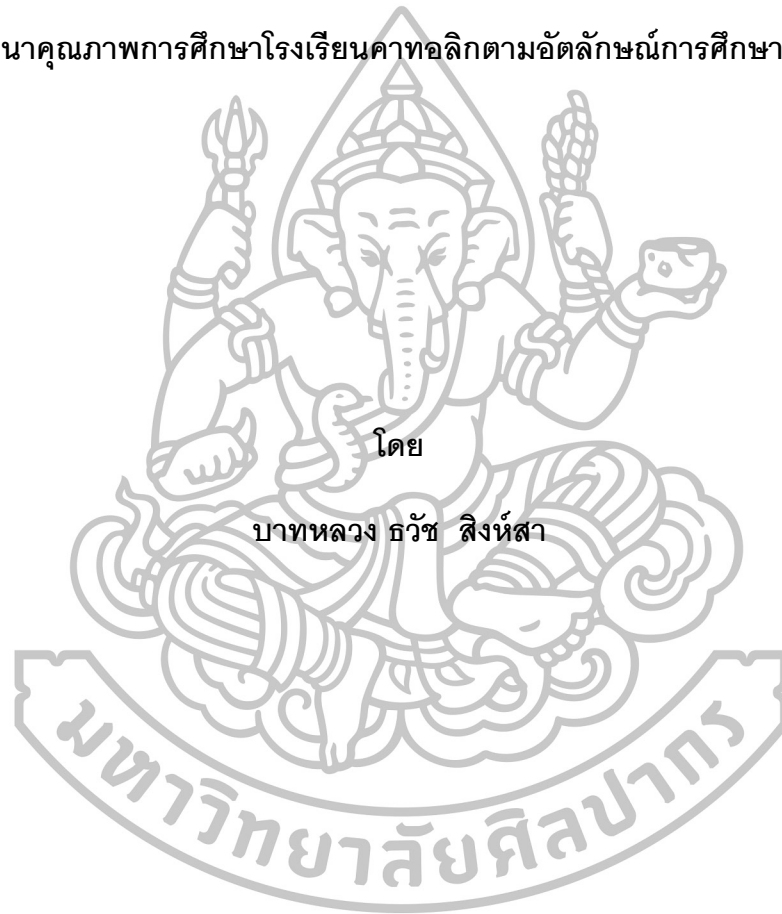 นาคุณภาพการศึกษาโรงเรียนคาทอลิกตามอัตลักษณ์การศึกษา
โดย
บาทหลวง ธวัช สิงห์สา
มหาวิทยาลัยศิลปากร